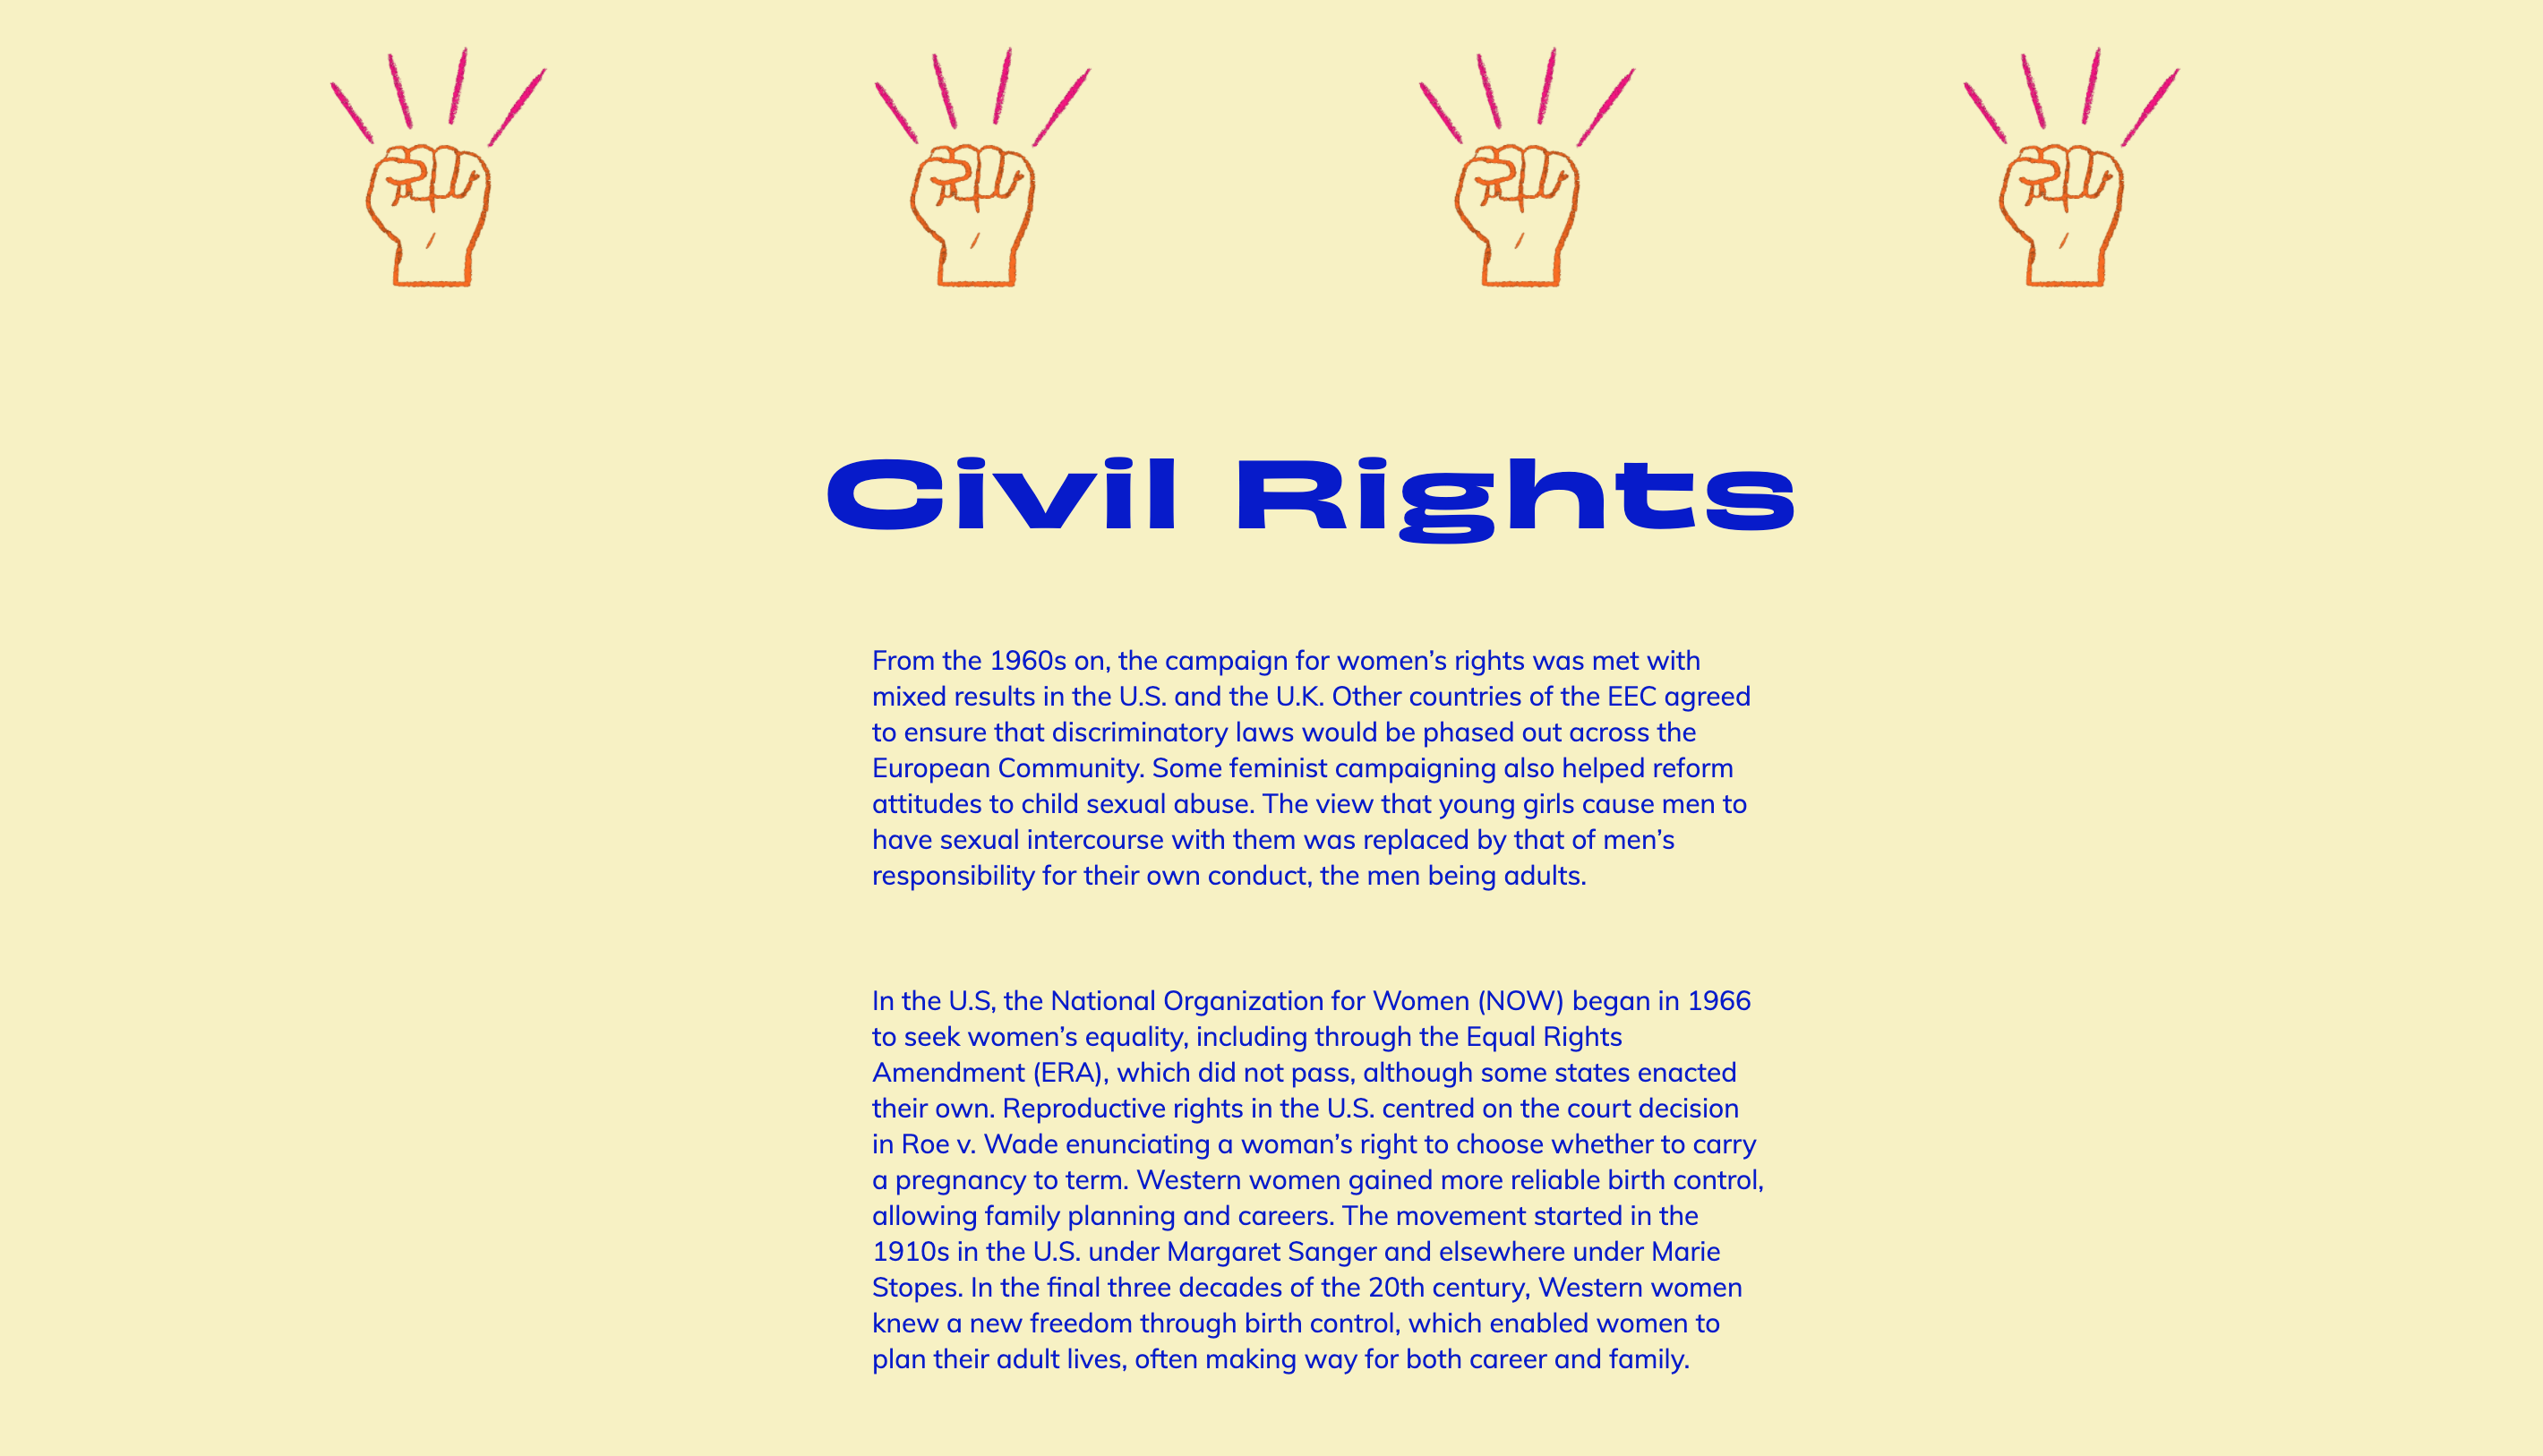 Civil Rights
From the 1960s on, the campaign for women’s rights was met with
mixed results in the U.S. and the U.K. Other countries of the EEC agreed
to ensure that discriminatory laws would be phased out across the
European Community. Some feminist campaigning also helped reform
attitudes to child sexual abuse. The view that young girls cause men to
have sexual intercourse with them was replaced by that of men’s
responsibility for their own conduct, the men being adults.
In the U.S, the National Organization for Women (NOW) began in 1966
to seek women’s equality, including through the Equal Rights
Amendment (ERA), which did not pass, although some states enacted
their own. Reproductive rights in the U.S. centred on the court decision
in Roe v. Wade enunciating a woman’s right to choose whether to carry
a pregnancy to term. Western women gained more reliable birth control,
allowing family planning and careers. The movement started in the
1910s in the U.S. under Margaret Sanger and elsewhere under Marie
Stopes. In the final three decades of the 20th century, Western women
knew a new freedom through birth control, which enabled women to
plan their adult lives, often making way for both career and family.